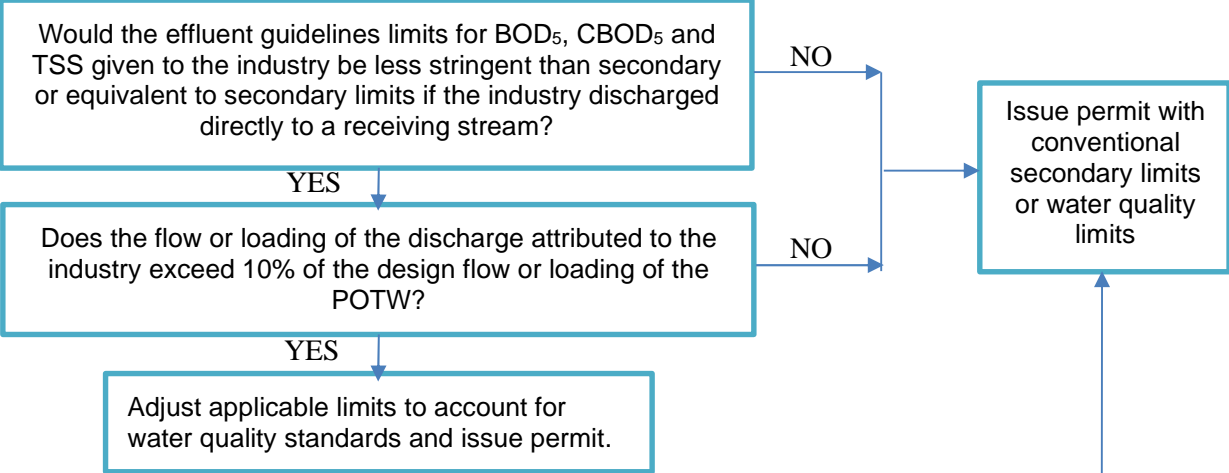 Would the effluent guidelines limits for BOD₅, CBOD₅ and
TSS given to the industry be less stringent than secondary
or equivalent to secondary limits if the industry discharged
directly to a receiving stream?
NO
YES
Issue permit with
conventional
secondary limits
or water quality
limits
Does the flow or loading of the discharge attributed to the
industry exceed 10% of the design flow or loading of the
POTW?
NO
YES
Adjust applicable limits to account for
water quality standards and issue permit.